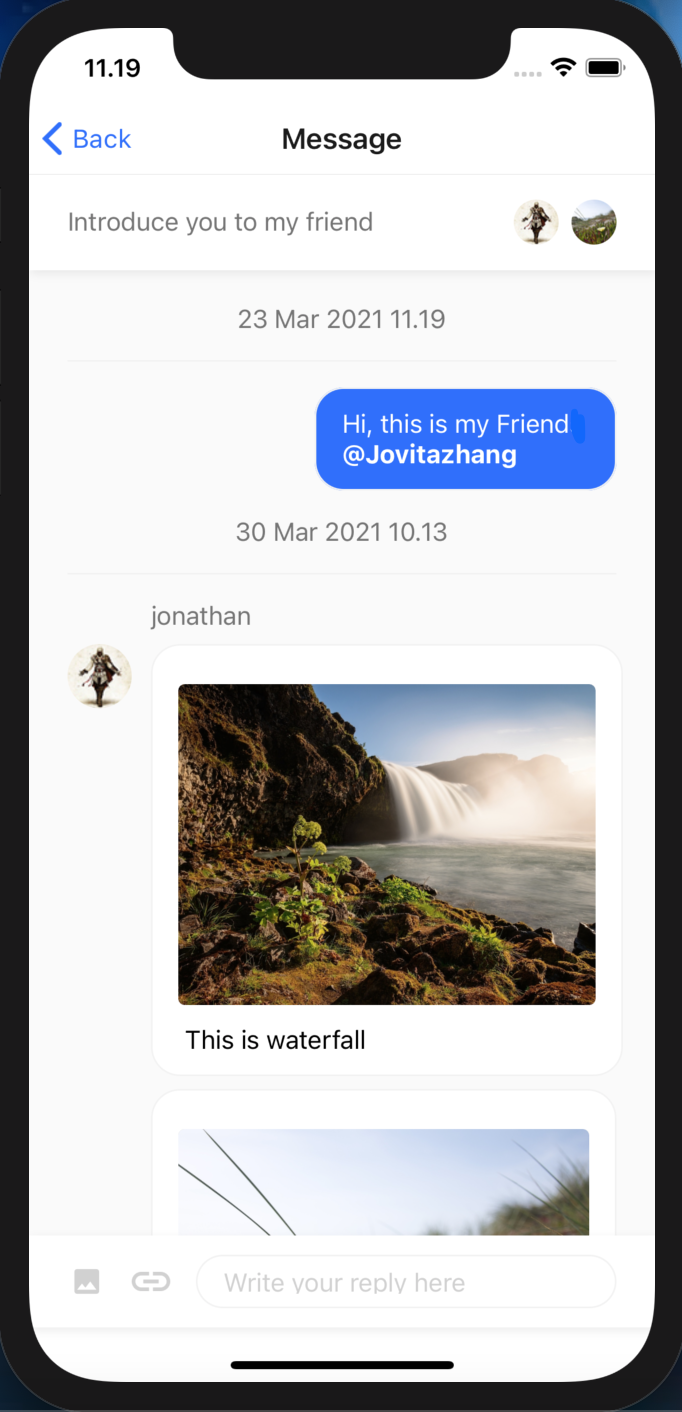 11.19
Back
Message
Introduce you to my friend
23 Mar 2021 11.19
Hi, this is my Friend
@Jovitazhang
30 Mar 2021 10.13
jonathan
This is waterfall
Write your reply here